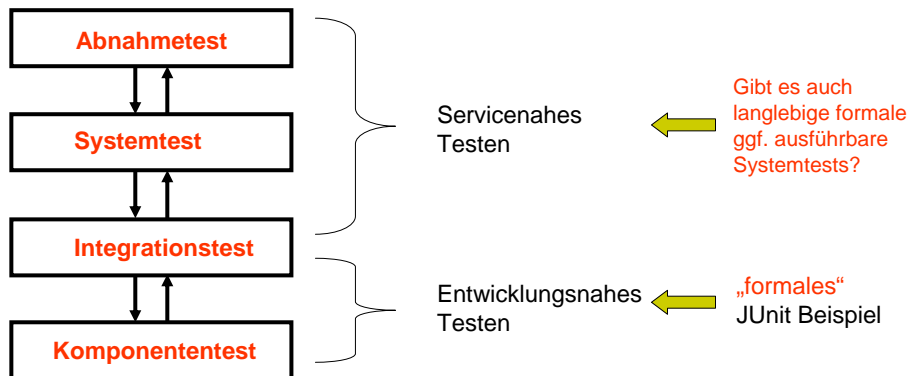 Abnahmetest
Systemtest
Integrationstest
Komponententest
Servicenahes
Testen
Entwicklungsnahes
Testen
Gibt es auch
langlebige formale
ggf. ausführbare
Systemtests?
„formales“
JUnit Beispiel